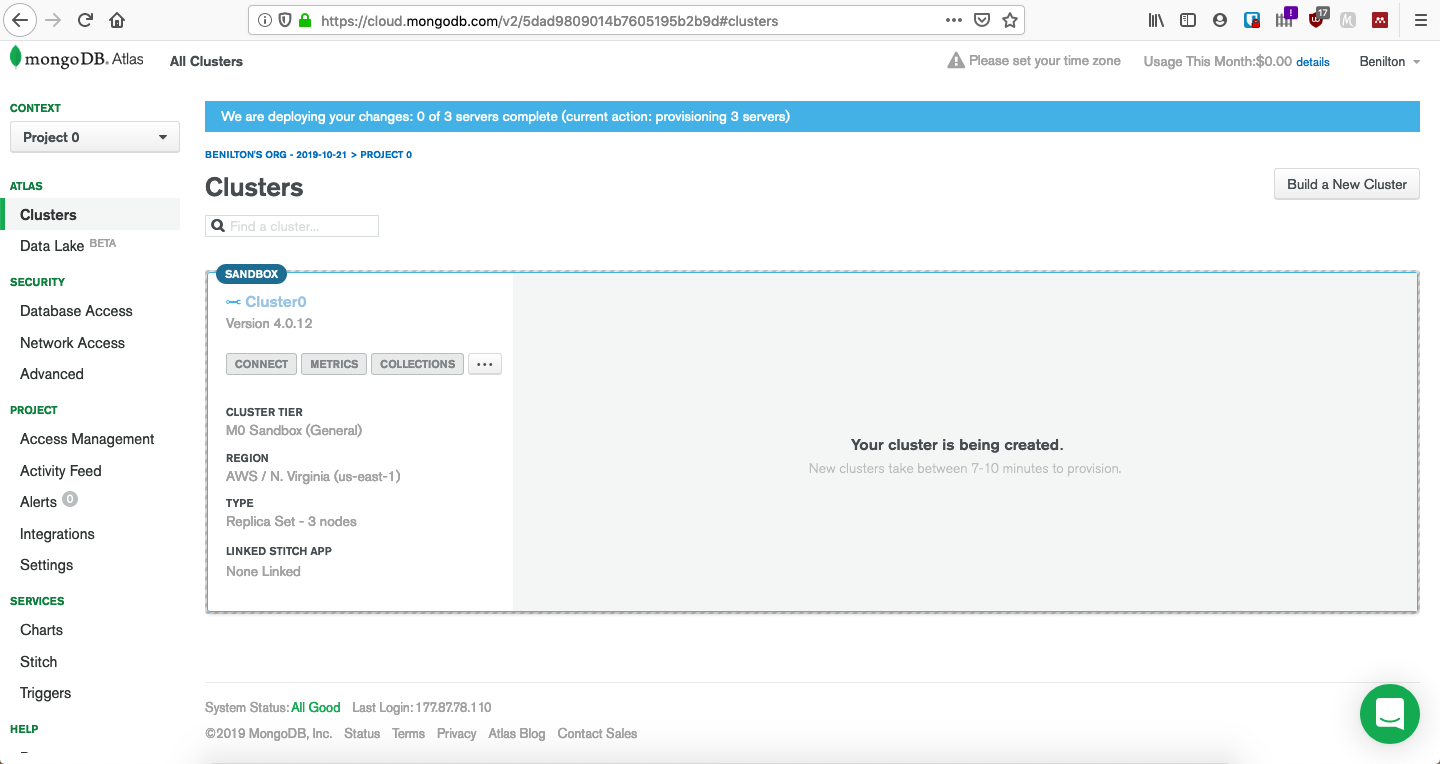 https://cloud.mongodb.com/v2/5dad9809014b7605195b2b9d#clusters
! 17 M
mongoDB. Atlas All Clusters Please set your time zone Usage This Month:$0.00 details Benilton
CONTEXT
Project 0
ATLAS
Clusters
Data Lake BETA
SECURITY
Database Access
Network Access
Advanced
PROJECT
Access Management
Activity Feed
Alerts 0
Integrations
Settings
SERVICES
Charts
Stitch
Triggers
HELP
We are deploying your changes: 0 of 3 servers complete (current action: provisioning 3 servers)
BENILTON'S ORG - 2019-10-21 > PROJECT 0
Clusters
Build a New Cluster
Find a cluster...
SANDBOX
Cluster0
Version 4.0.12
CONNECT METRICS COLLECTIONS ...
CLUSTER TIER
M0 Sandbox (General)
REGION
AWS / N. Virginia (us-east-1)
TYPE
Replica Set - 3 nodes
LINKED STITCH APP
None Linked
Your cluster is being created.
New clusters take between 7-10 minutes to provision.
System Status: All Good Last Login: 177.87.78.110
©2019 MongoDB, Inc. Status Terms Privacy Atlas Blog Contact Sales